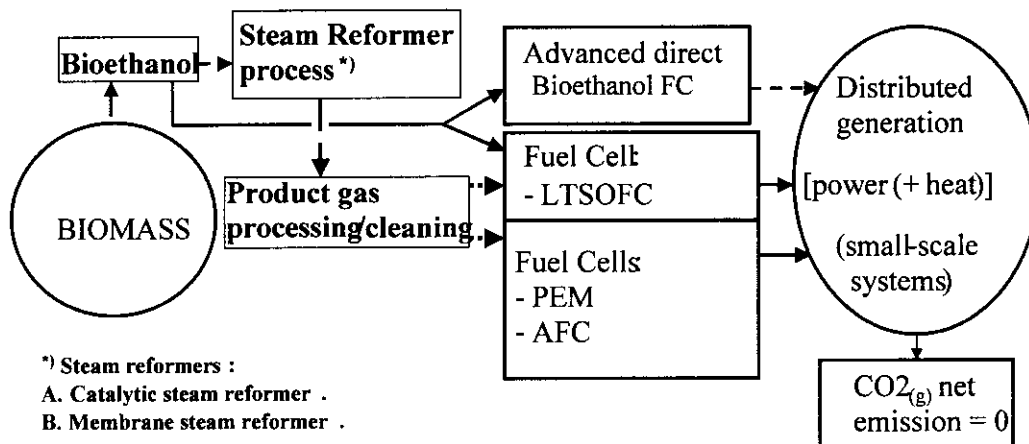 Bioethanol
Steam Reformer
process*)
Advanced direct
Bioethanol FC
Distributed
generation
[power (+ heat)]
(small-scale
systems)
BIOMASS
Product gas
processing/cleaning
Fuel Cell:
- LTSOFC
Fuel Cells:
- PEM
- AFC
*) Steam reformers :
A. Catalytic steam reformer .
B. Membrane steam reformer .
CO2(g) net
emission = 0